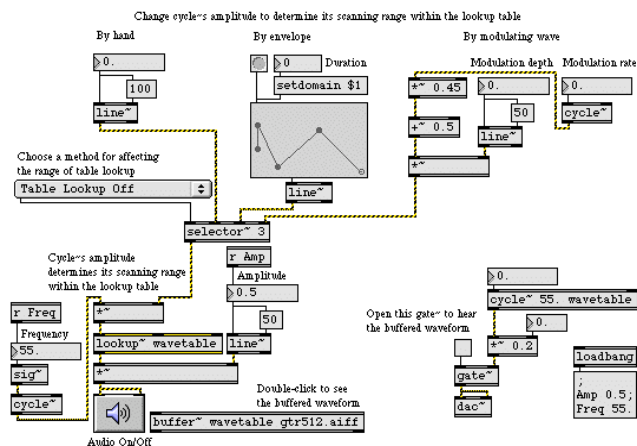 Change cycle~s amplitude to determine its scanning range within the lookup table
By hand
By envelope
By modulating wave
0.
100
line~
0
Duration
setdomain $1
line~
Modulation depth
Modulation rate
*~ 0.45
0.
0.
50
cycle~
+~ 0.5
line~
*~
Choose a method for affecting
the range of table lookup
Table Lookup Off
selector~ 3
Cycle~s amplitude
determines its scanning range
within the lookup table
r Amp
Amplitude
0.5
50
line~
r Freq
Frequency
55.
sig~
cycle~
*~
lookup~ wavetable
*~
Audio On/Off
Double-click to see
the buffered waveform
buffer~ wavetable gtr512.aiff
Open this gate~ to hear
the buffered waveform
0.
cycle~ 55. wavetable
0.
*~ 0.2
gate~
dac~
loadbang
;
Amp 0.5;
Freq 55.